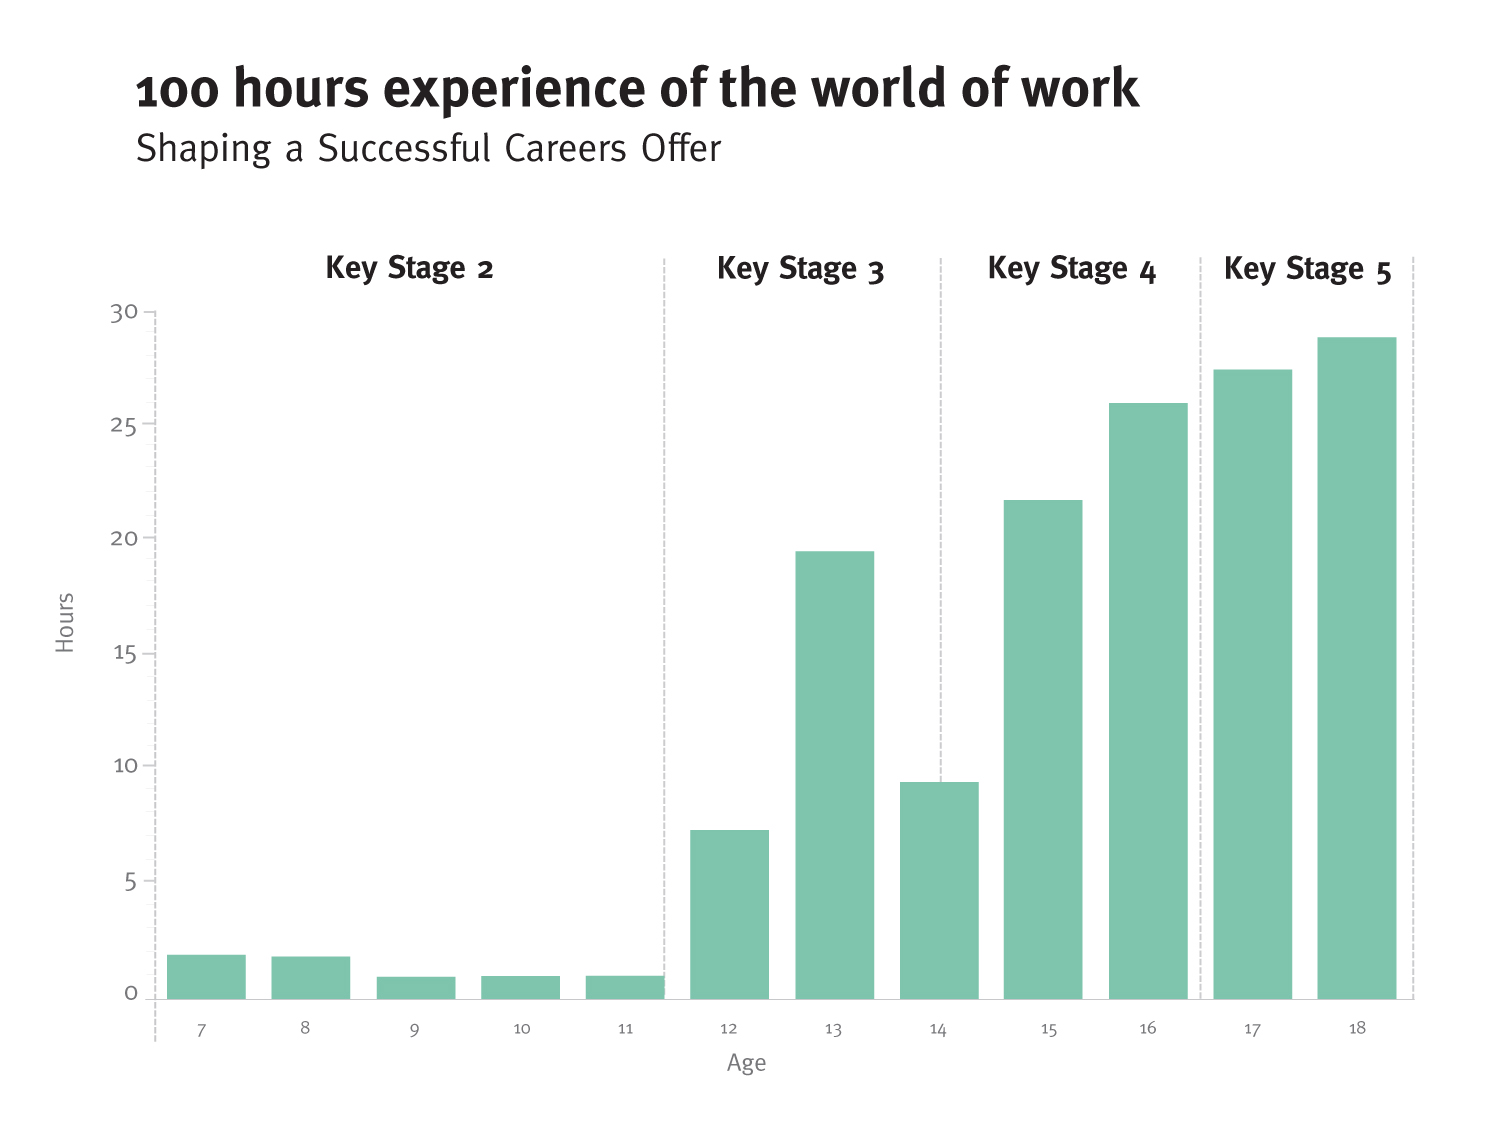 100 hours experience of the world of work
Shaping a Successful Careers Offer
Key Stage 2
Key Stage 3
Key Stage 4
Key Stage 5
30
25
20
15
10
5
0
Hours
7
8
9
10
11
12
13
14
15
16
17
18
Age